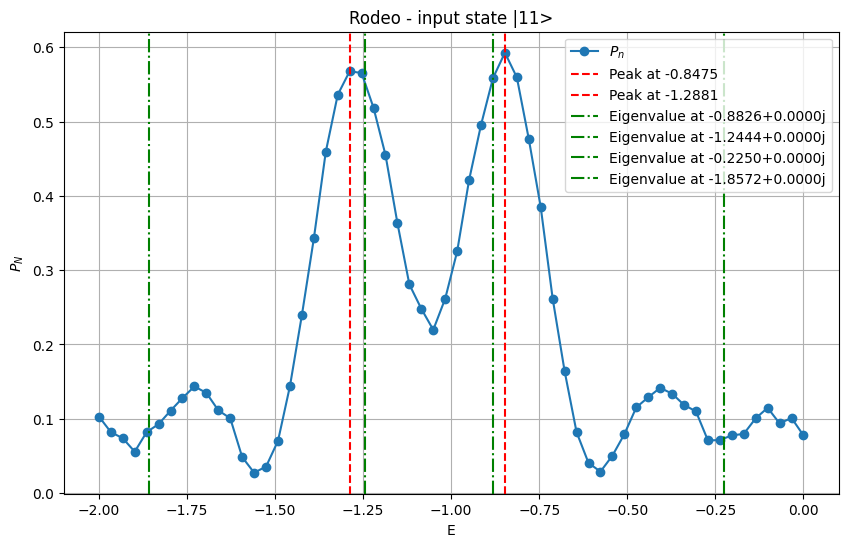 Rodeo - input state |11>
0.6
0.5
0.4
0.3
0.2
0.1
0.0
P_N
P_n
Peak at -0.8475
Peak at -1.2881
Eigenvalue at -0.8826+0.0000j
Eigenvalue at -1.2444+0.0000j
Eigenvalue at -0.2250+0.0000j
Eigenvalue at -1.8572+0.0000j
−2.00 −1.75 −1.50 −1.25 −1.00 −0.75 −0.50 −0.25 0.00
E